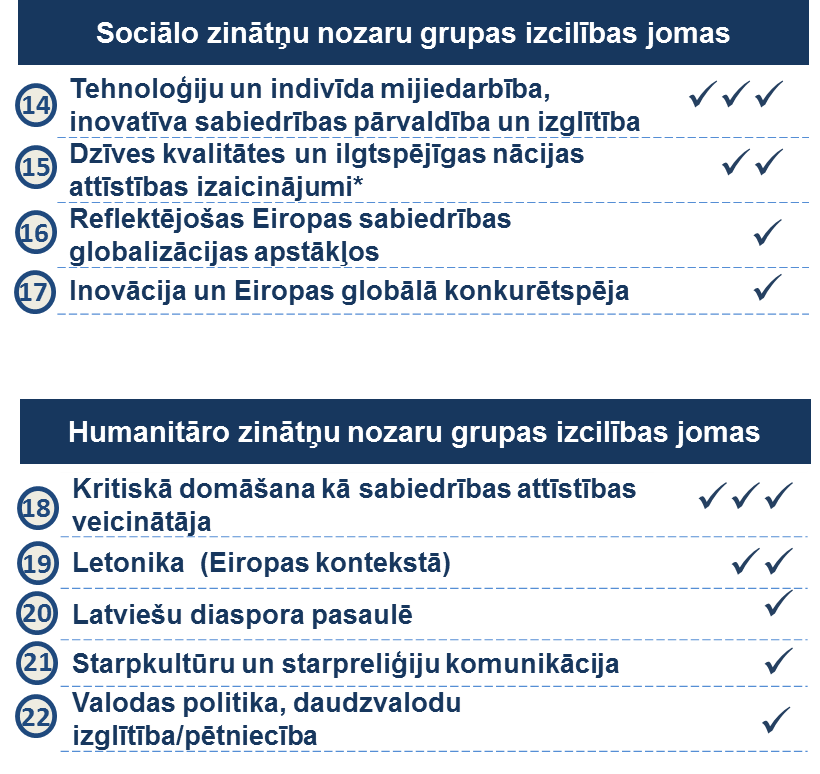 Sociālo zinātņu nozaru grupas izcilības jomas
14 Tehnoloģiju un indivīda mijiedarbība, ✓✓✓
inovatīva sabiedrības pārvaldība un izglītība
15 Dzīves kvalitātes un ilgtspējīgas nācijas ✓✓
attīstības izaicinājumi*
16 Reflektējošas Eiropas sabiedrības ✓
globalizācijas apstākļos
17 Inovācija un Eiropas globālā konkurētspēja ✓
Humanitāro zinātņu nozaru grupas izcilības jomas
18 Kritiskā domāšana kā sabiedrības attīstības ✓✓✓
veicinātāja
19 Letonika (Eiropas kontekstā) ✓✓
20 Latviešu diaspora pasaulē ✓
21 Starpkultūru un starpreliģiju komunikācija ✓
22 Valodas politika, daudzvalodu ✓
izglītība/pētniecība